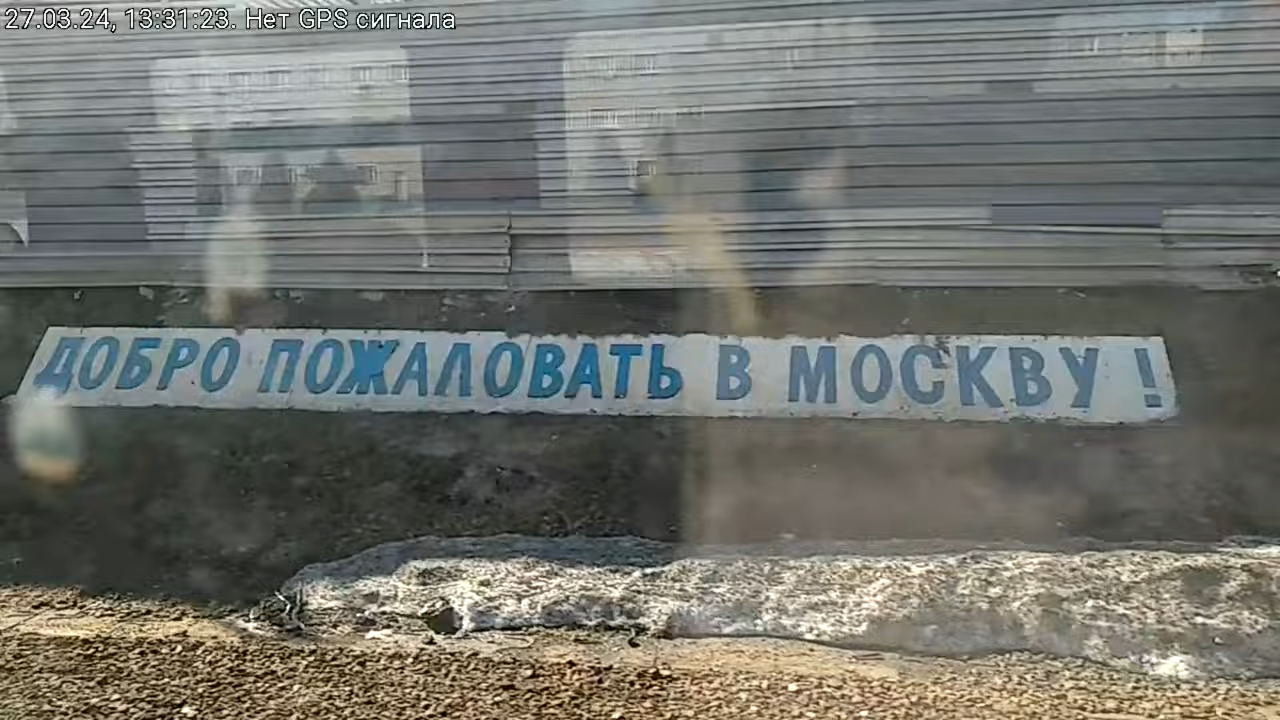 27.03.24, 13:31:23. Нет GPS сигнала
ДОБРО ПОЖАЛОВАТЬ В МОСКВУ !